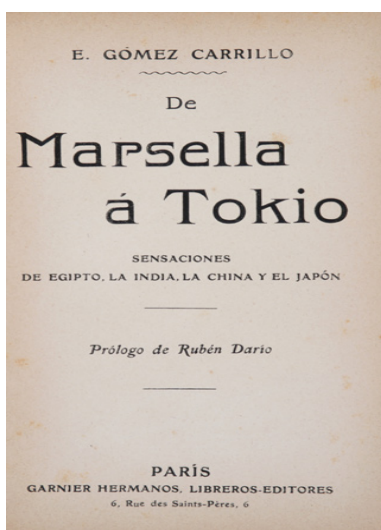 E. GÓMEZ CARRILLO
De
Marsella
á Tokio
SENSACIONES
DE EGIPTO, LA INDIA, LA CHINA Y EL JAPÓN
Prólogo de Rubén Darío
PARÍS
GARNIER HERMANOS, LIBREROS-EDITORES
6, Rue des Saints-Pères, 6